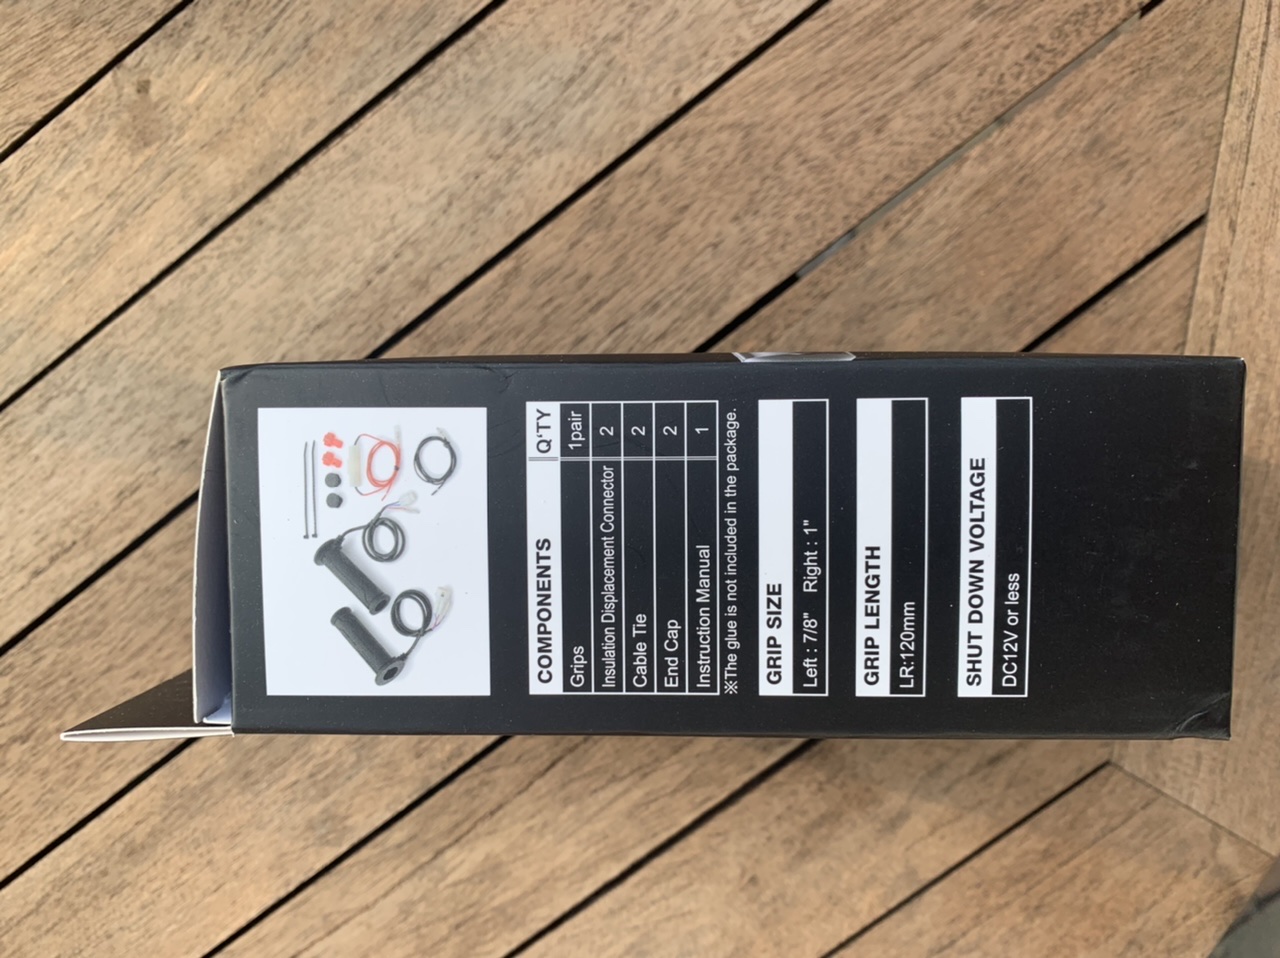 COMPONENTS Q'TY
Grips 1pair
Insulation Displacement Connector 2
Cable Tie 2
End Cap 2
Instruction Manual 1
※The glue is not included in the package.
GRIP SIZE
Left : 7/8" Right : 1"
GRIP LENGTH
LR:120mm
SHUT DOWN VOLTAGE
DC12V or less